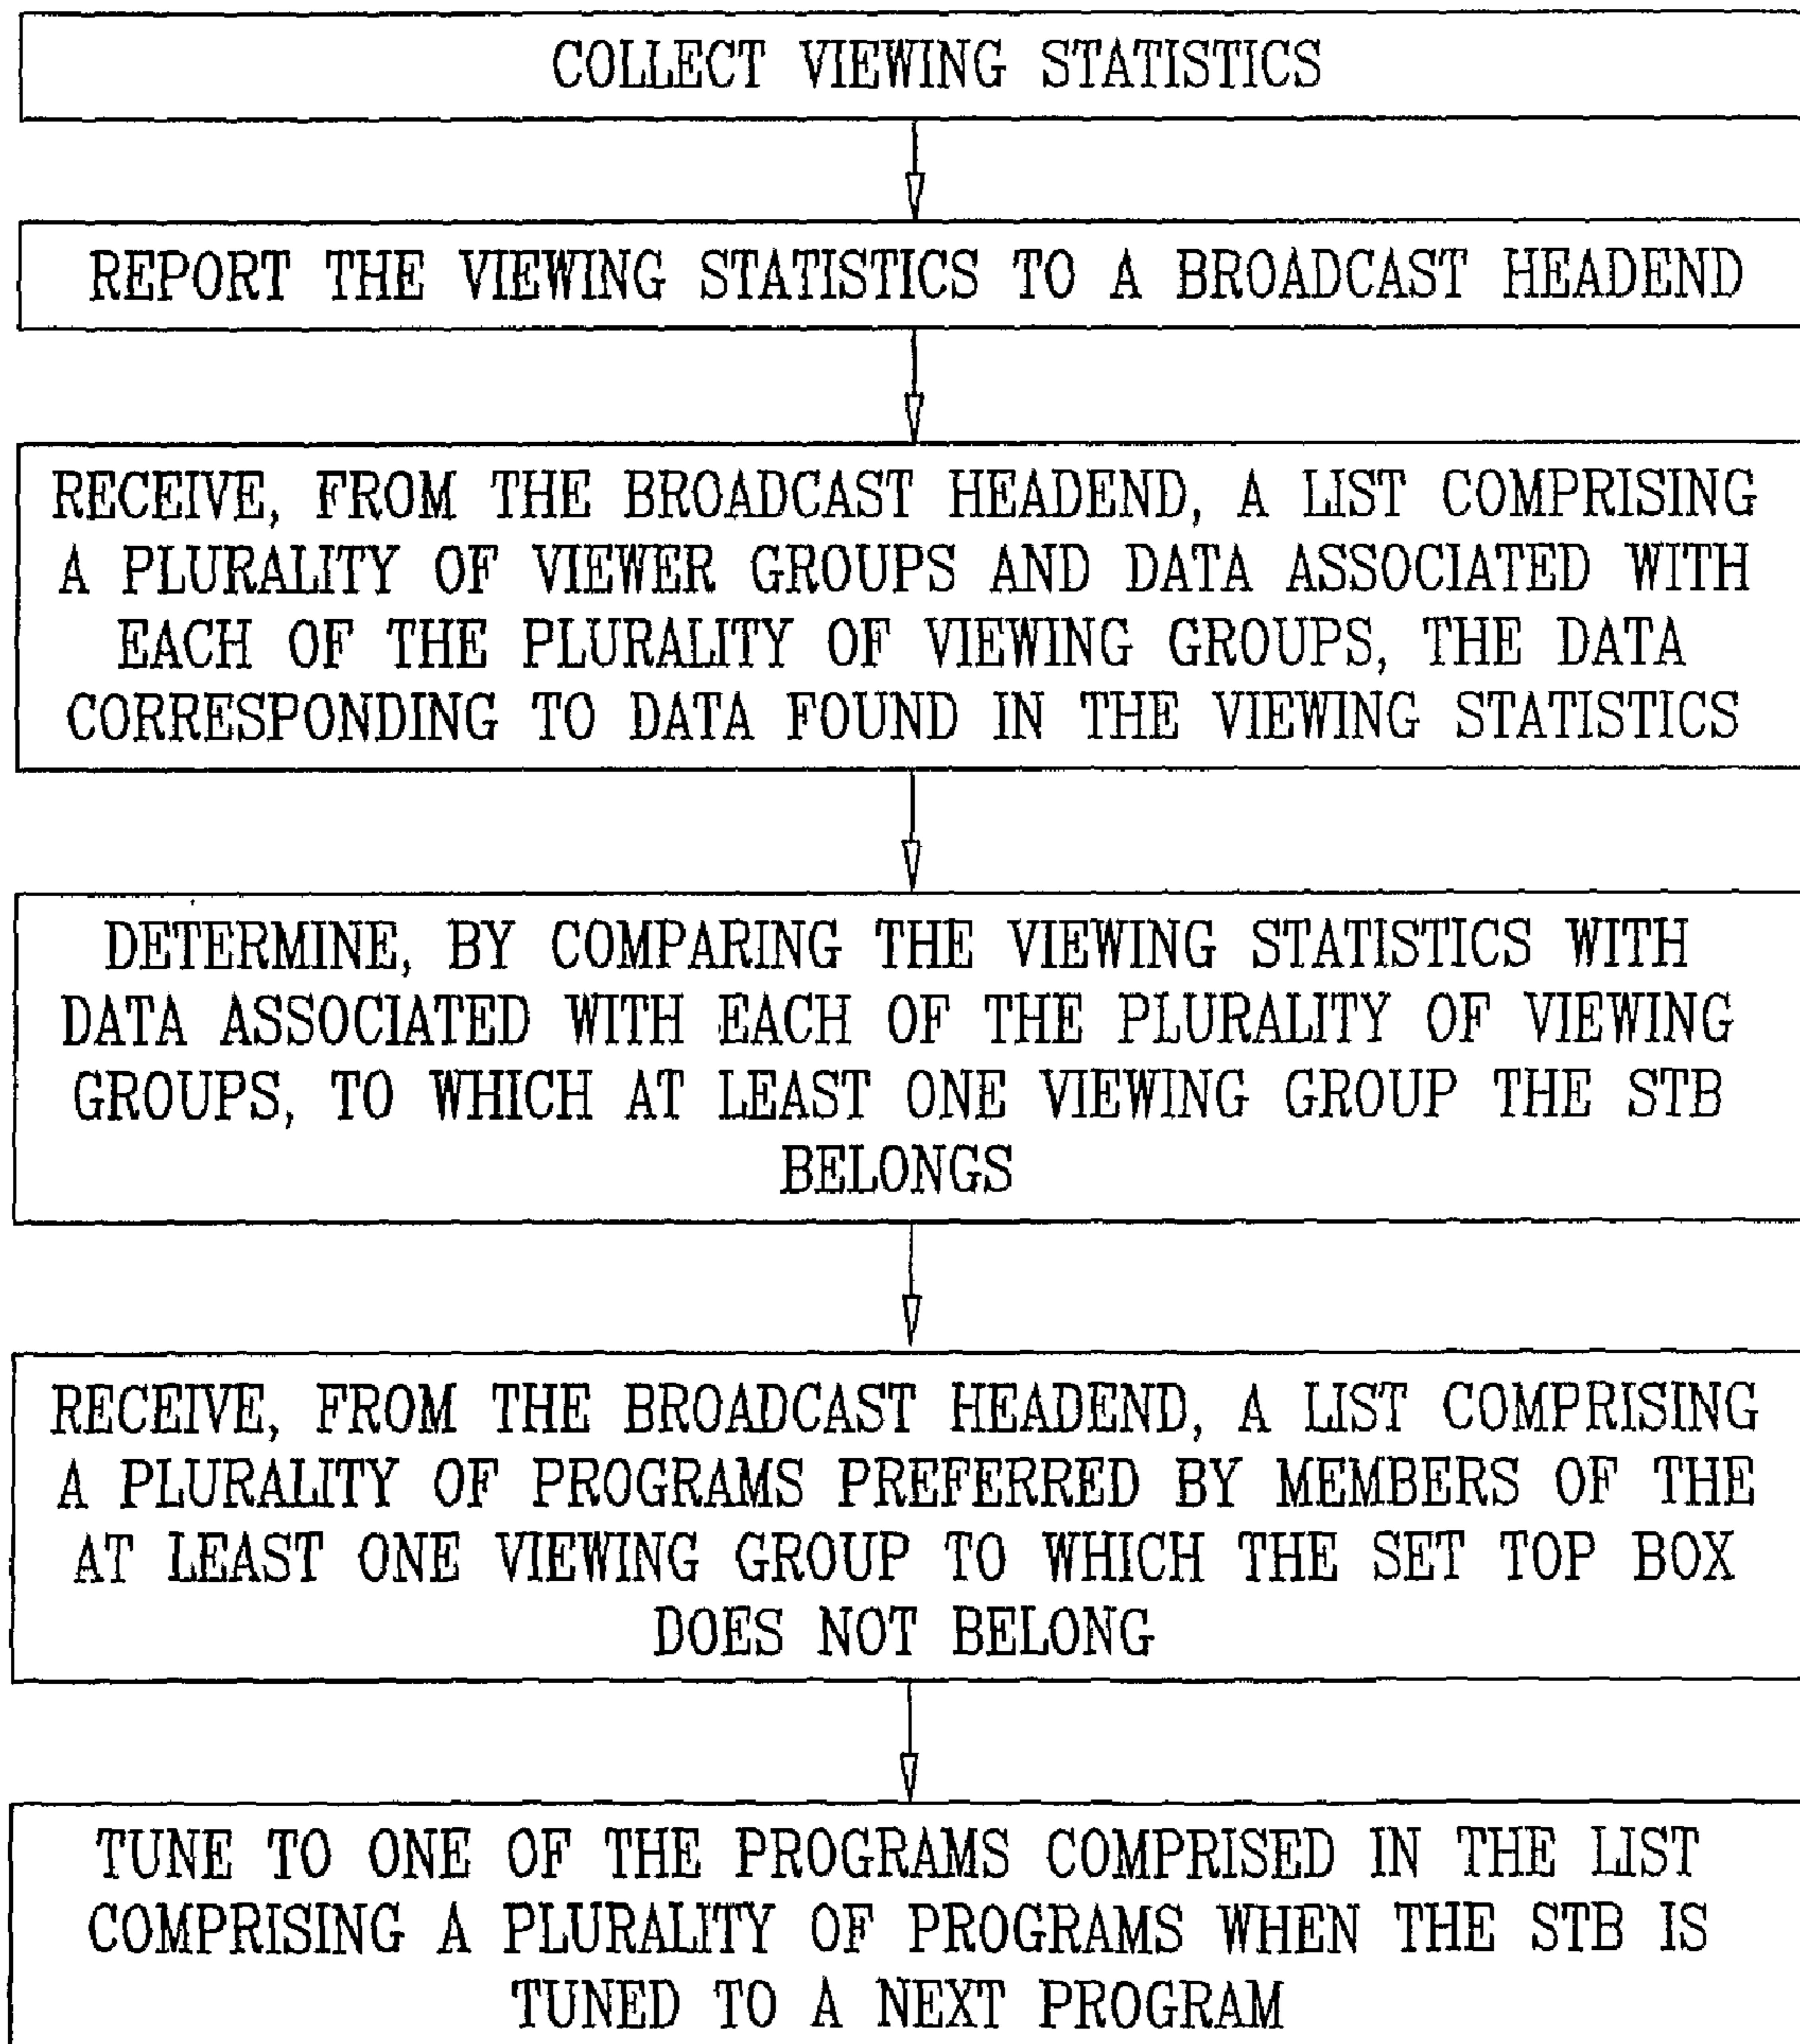 COLLECT VIEWING STATISTICS
REPORT THE VIEWING STATISTICS TO A BROADCAST HEADEND
RECEIVE, FROM THE BROADCAST HEADEND, A LIST COMPRISING
A PLURALITY OF VIEWER GROUPS AND DATA ASSOCIATED WITH
EACH OF THE PLURALITY OF VIEWING GROUPS, THE DATA
CORRESPONDING TO DATA FOUND IN THE VIEWING STATISTICS
DETERMINE, BY COMPARING THE VIEWING STATISTICS WITH
DATA ASSOCIATED WITH EACH OF THE PLURALITY OF VIEWING
GROUPS, TO WHICH AT LEAST ONE VIEWING GROUP THE STB
BELONGS
RECEIVE, FROM THE BROADCAST HEADEND, A LIST COMPRISING
A PLURALITY OF PROGRAMS PREFERRED BY MEMBERS OF THE
AT LEAST ONE VIEWING GROUP TO WHICH THE SET TOP BOX
DOES NOT BELONG
TUNE TO ONE OF THE PROGRAMS COMPRISED IN THE LIST
COMPRISING A PLURALITY OF PROGRAMS WHEN THE STB IS
TUNED TO A NEXT PROGRAM